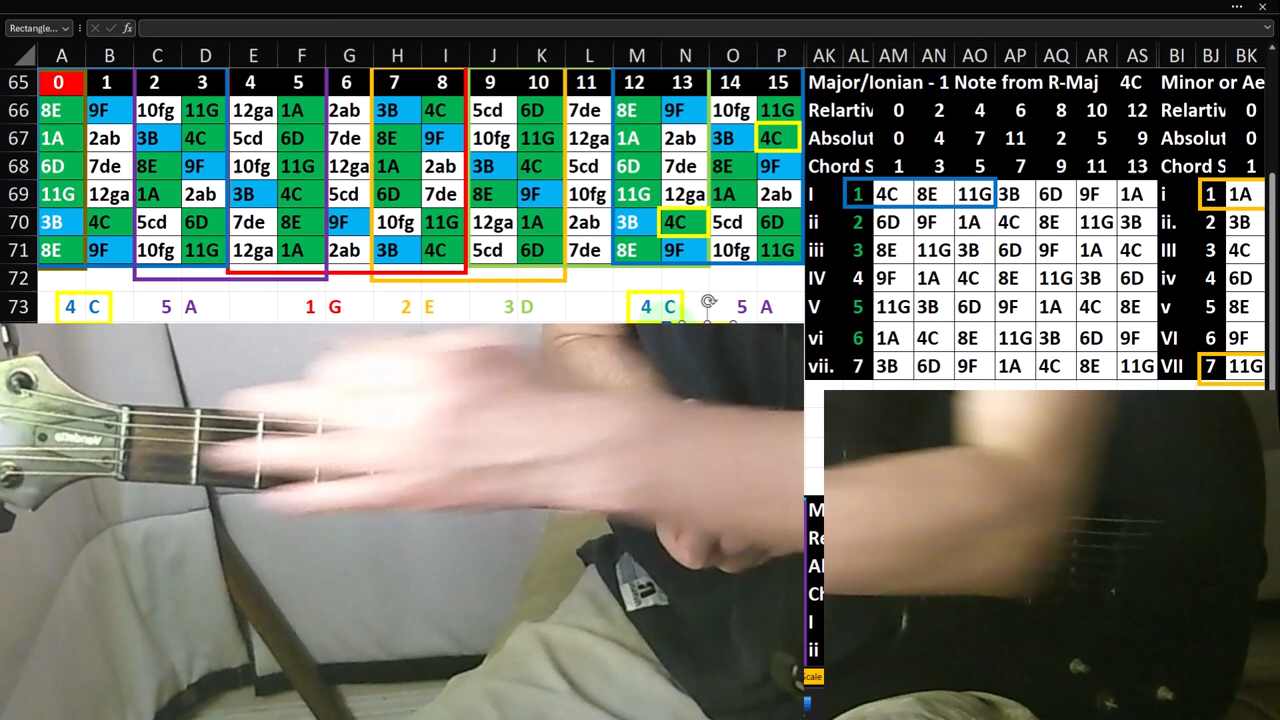 Rectangle... fx
A B C D E F G H I J K L M N O P AK AL AM AN AO AP AQ AR AS BI BJ BK
65 0 1 2 3 4 5 6 7 8 9 10 11 12 13 14 15 Major/Ionian - 1 Note from R-Maj 4C Minor or Ae
66 8E 9F 10fg 11G 12ga 1A 2ab 3B 4C 5cd 6D 7de 8E 9F 10fg 11G Relartiv 0 2 4 6 8 10 12 Relartiv 0
67 1A 2ab 3B 4C 5cd 6D 7de 8E 9F 10fg 11G 12ga 1A 2ab 3B 4C Absolut 0 4 7 11 2 5 9 Absolut 0
68 6D 7de 8E 9F 10fg 11G 12ga 1A 2ab 3B 4C 5cd 6D 7de 8E 9F Chord S 1 3 5 7 9 11 13 Chord S 1
69 11G 12ga 1A 2ab 3B 4C 5cd 6D 7de 8E 9F 10fg 11G 12ga 1A 2ab I 1 4C 8E 11G 3B 6D 9F 1A i 1 1A
70 3B 4C 5cd 6D 7de 8E 9F 10fg 11G 12ga 1A 2ab 3B 4C 5cd 6D ii 2 6D 9F 1A 4C 8E 11G 3B ii. 2 3B
71 8E 9F 10fg 11G 12ga 1A 2ab 3B 4C 5cd 6D 7de 8E 9F 10fg 11G iii 3 8E 11G 3B 6D 9F 1A 4C III 3 4C
72 IV 4 9F 1A 4C 8E 11G 3B 6D iv 4 6D
73 4 C 5 A 1 G 2 E 3 D 4 C 5 A V 5 11G 3B 6D 9F 1A 4C 8E v 5 8E
vi 6 1A 4C 8E 11G 3B 6D 9F VI 6 9F
vii. 7 3B 6D 9F 1A 4C 8E 11G VII 7 11G
M
Re
Al
Ch
I
ii
Scale